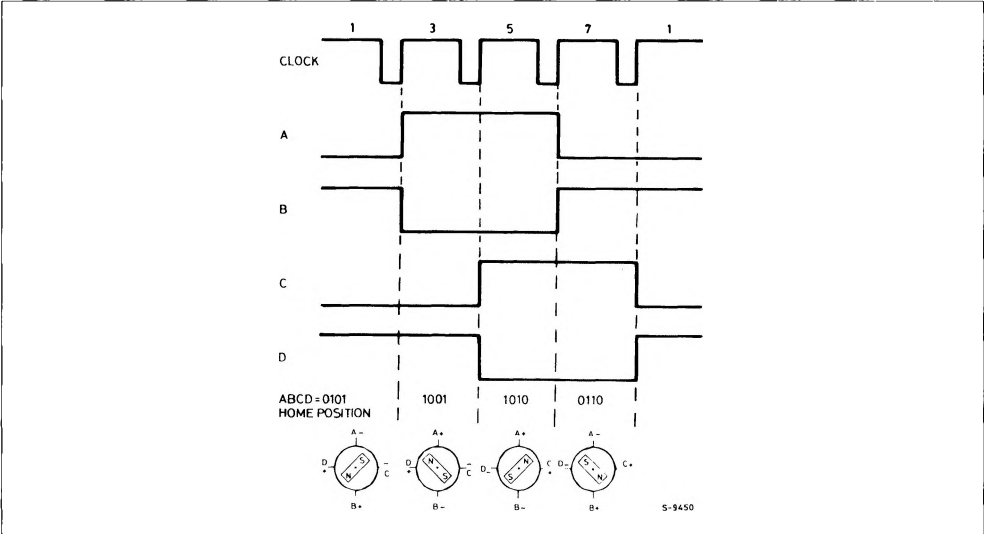 1 3 5 7 1
CLOCK
A
B
C
D
ABCD = 0101 1001 1010 0110
HOME POSITION
A - A+ A+ A -
D + S N - C D + N S - C D - N S C + D - S N C +
B+ B- B- B+
S-9450